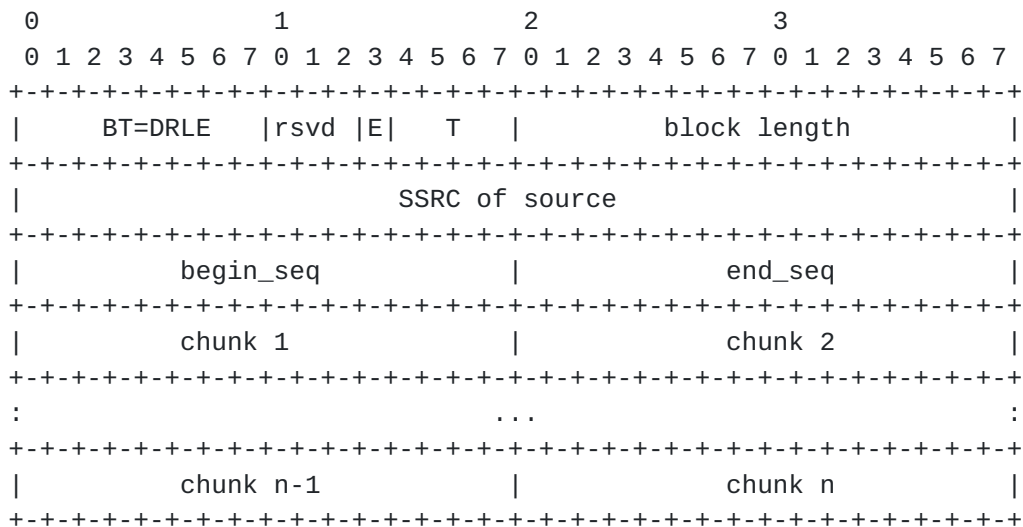 0                   1                   2                   3
 0 1 2 3 4 5 6 7 0 1 2 3 4 5 6 7 0 1 2 3 4 5 6 7 0 1 2 3 4 5 6 7
+-+-+-+-+-+-+-+-+-+-+-+-+-+-+-+-+-+-+-+-+-+-+-+-+-+-+-+-+-+-+-+-+
|     BT=DRLE   |rsvd |E|   T   |         block length          |
+-+-+-+-+-+-+-+-+-+-+-+-+-+-+-+-+-+-+-+-+-+-+-+-+-+-+-+-+-+-+-+-+
|                        SSRC of source                         |
+-+-+-+-+-+-+-+-+-+-+-+-+-+-+-+-+-+-+-+-+-+-+-+-+-+-+-+-+-+-+-+-+
|          begin_seq            |             end_seq           |
+-+-+-+-+-+-+-+-+-+-+-+-+-+-+-+-+-+-+-+-+-+-+-+-+-+-+-+-+-+-+-+-+
|          chunk 1              |             chunk 2           |
+-+-+-+-+-+-+-+-+-+-+-+-+-+-+-+-+-+-+-+-+-+-+-+-+-+-+-+-+-+-+-+-+
:                              ...                              :
+-+-+-+-+-+-+-+-+-+-+-+-+-+-+-+-+-+-+-+-+-+-+-+-+-+-+-+-+-+-+-+-+
|          chunk n-1            |             chunk n           |
+-+-+-+-+-+-+-+-+-+-+-+-+-+-+-+-+-+-+-+-+-+-+-+-+-+-+-+-+-+-+-+-+